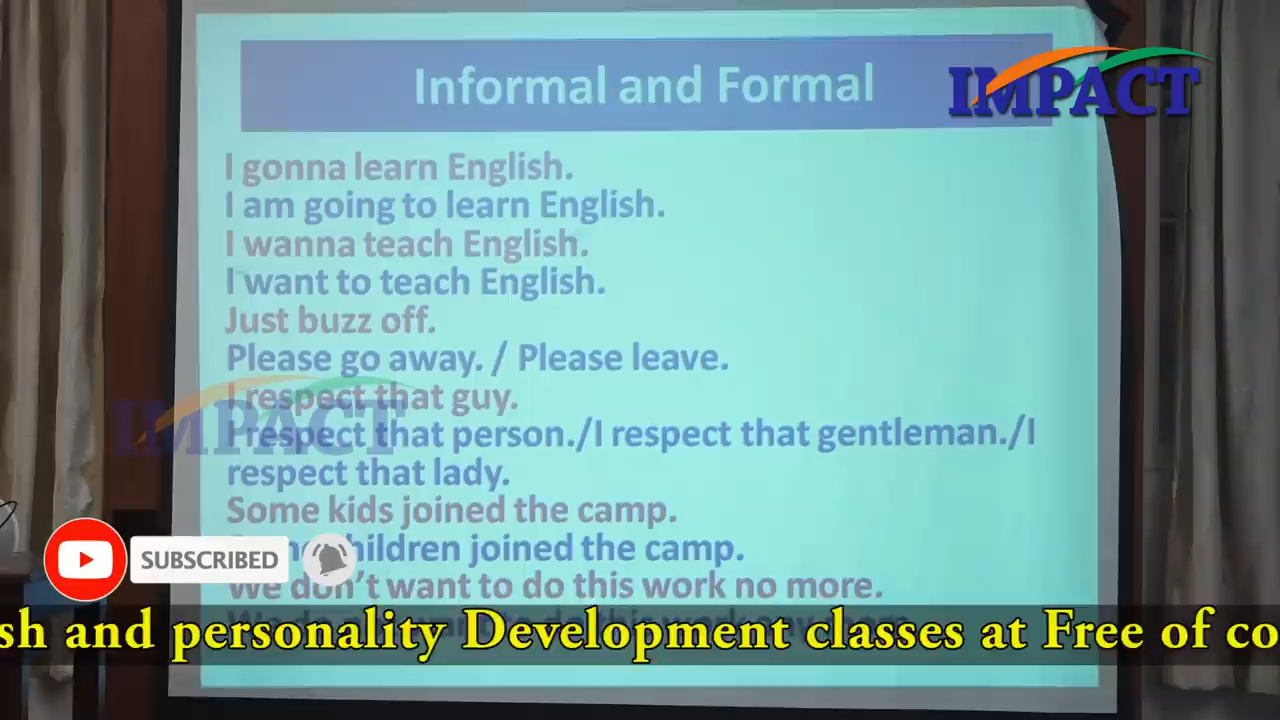 Informal and Formal
IMPACT
I gonna learn English.
I am going to learn English.
I wanna teach English.
I want to teach English.
Just buzz off.
Please go away. / Please leave.
I respect that guy.
IMPACT
I respect that person./I respect that gentleman./I
respect that lady.
Some kids joined the camp.
children joined the camp.
SUBSCRIBED
We don't want to do this work no more.
sh and personality Development classes at Free of co